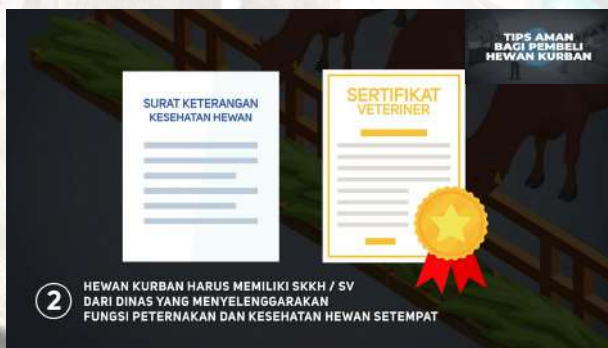 TIPS AMAN
BAGI PEMBELI
HEWAN KURBAN
SURAT KETERANGAN
KESEHATAN HEWAN
SERTIFIKAT
VETERINER
2
HEWAN KURBAN HARUS MEMILIKI SKKH / SV
DARI DINAS YANG MENYELENGGARAKAN
FUNGSI PETERNAKAN DAN KESEHATAN HEWAN SETEMPAT